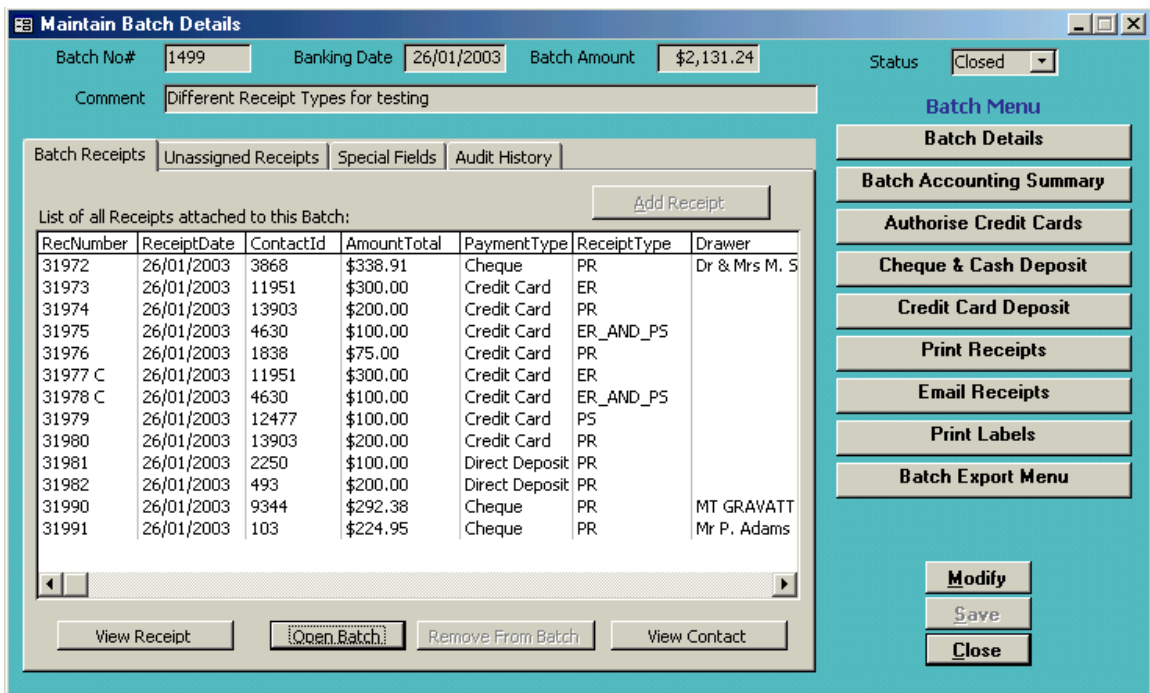 Maintain Batch Details
Batch No# 1499 Banking Date 26/01/2003 Batch Amount $2,131.24 Status Closed
Comment Different Receipt Types for testing
Batch Menu
Batch Details
Batch Accounting Summary
Authorise Credit Cards
Cheque & Cash Deposit
Credit Card Deposit
Print Receipts
Email Receipts
Print Labels
Batch Export Menu
Batch Receipts Unassigned Receipts Special Fields Audit History
Add Receipt
List of all Receipts attached to this Batch:
RecNumber ReceiptDate ContactId AmountTotal PaymentType ReceiptType Drawer
31972 26/01/2003 3868 $338.91 Cheque PR Dr & Mrs M. S
31973 26/01/2003 11951 $300.00 Credit Card ER
31974 26/01/2003 13903 $200.00 Credit Card PR
31975 26/01/2003 4630 $100.00 Credit Card ER_AND_PS
31976 26/01/2003 1838 $75.00 Credit Card PR
31977 C 26/01/2003 11951 $300.00 Credit Card ER
31978 C 26/01/2003 4630 $100.00 Credit Card ER_AND_PS
31979 26/01/2003 12477 $100.00 Credit Card PS
31980 26/01/2003 13903 $200.00 Credit Card PR
31981 26/01/2003 2250 $100.00 Direct Deposit PR
31982 26/01/2003 493 $200.00 Direct Deposit PR
31990 26/01/2003 9344 $292.38 Cheque PR MT GRAVATT
31991 26/01/2003 103 $224.95 Cheque PR Mr P. Adams
View Receipt Open Batch Remove From Batch View Contact
Modify
Save
Close